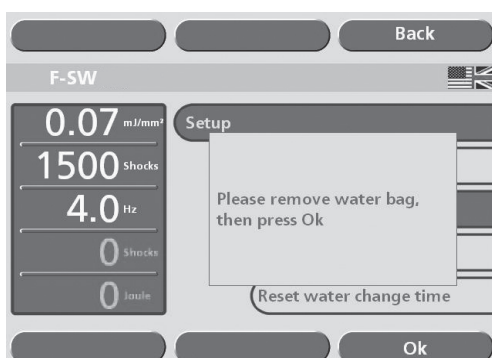 Back
F-SW
0.07 mJ/mm²
1500 Shocks
4.0 Hz
0 Shocks
0 Joule
Setup
Please remove water bag,
then press Ok
Reset water change time
Ok